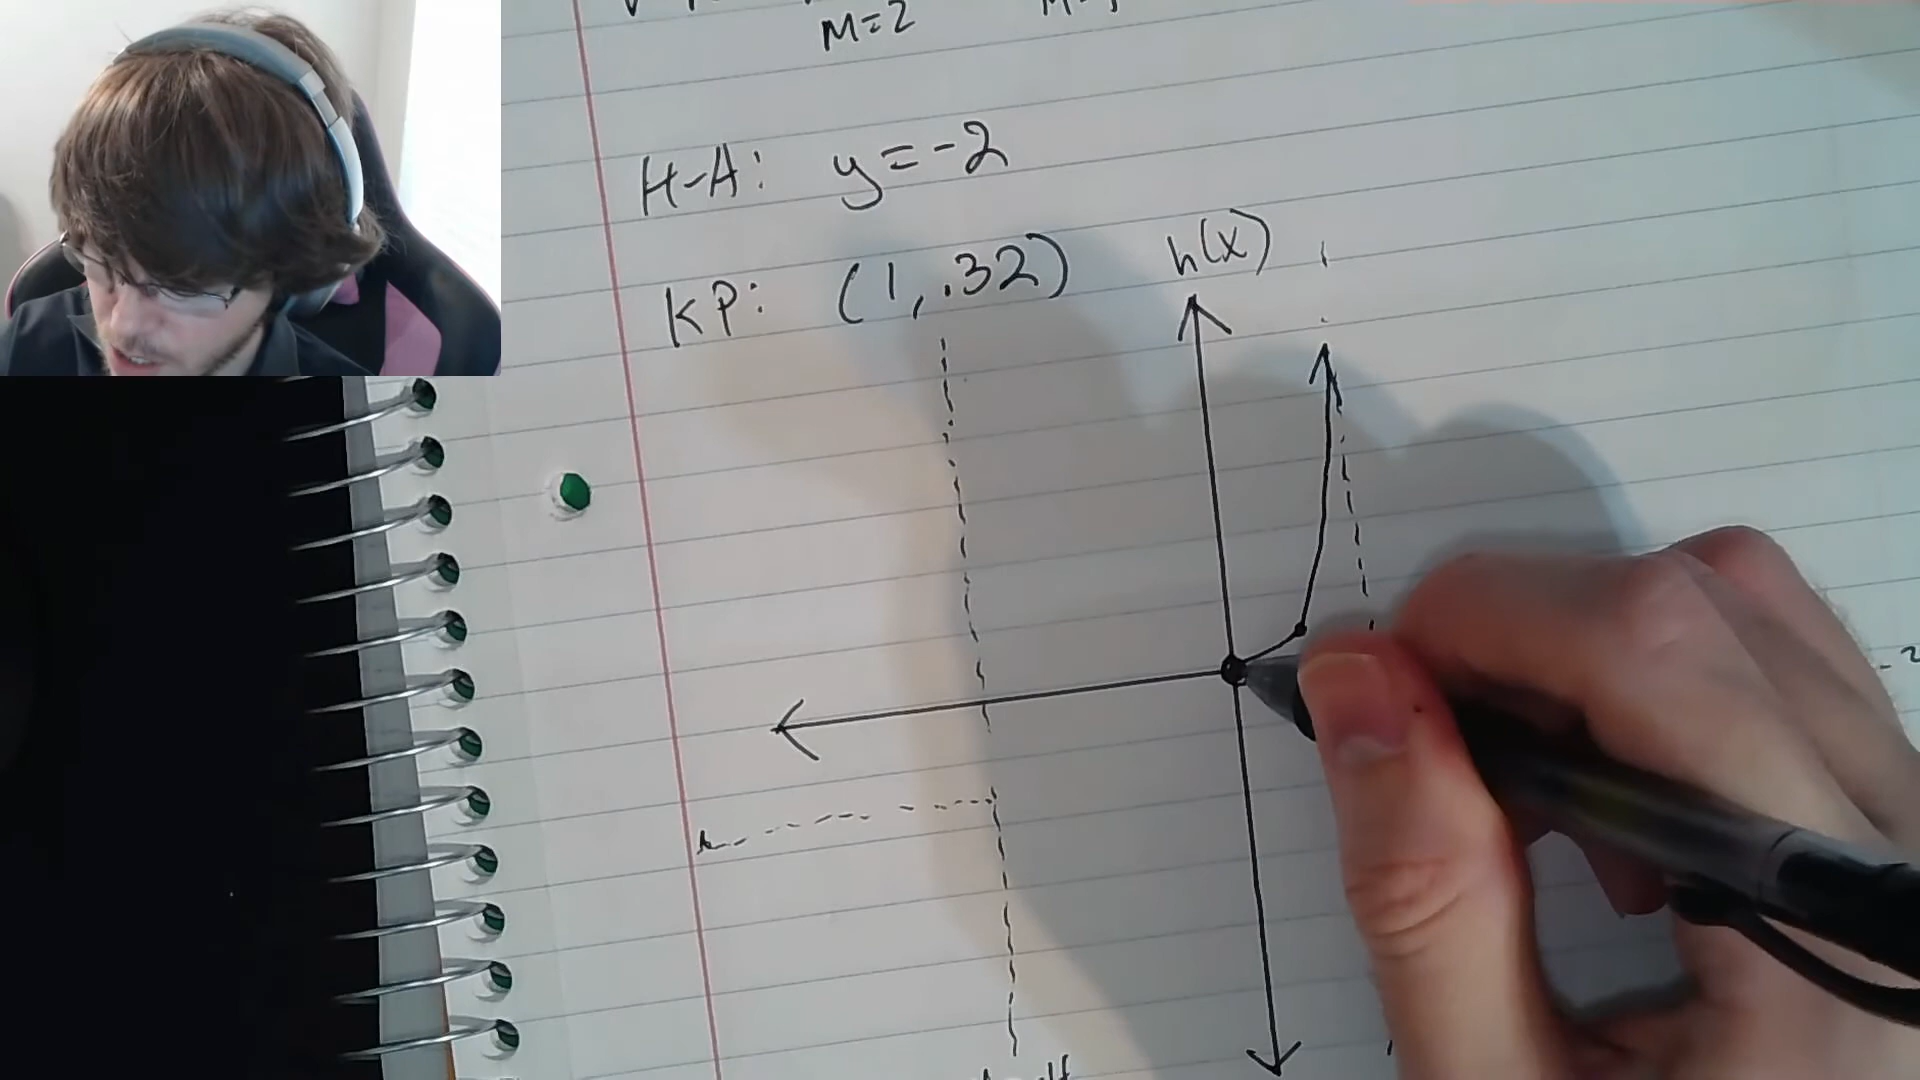 M=2
H-A: y=-2
KP: (1,.32)
h(x)